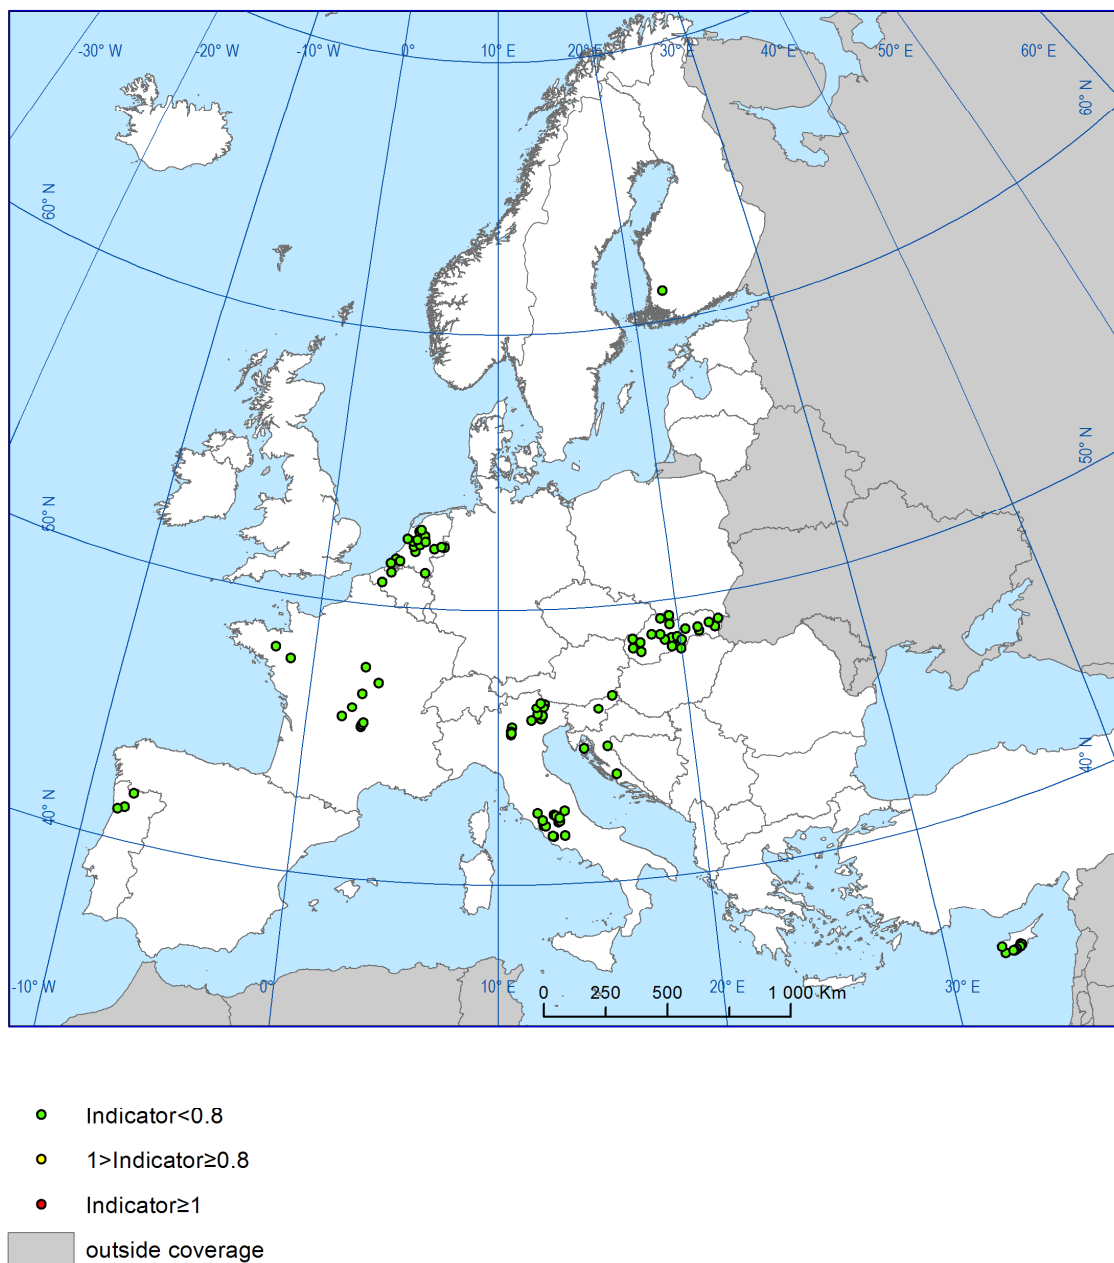 -30° W -20° W -10° W 0° 10° E 20° E 30° E 40° E 50° E 60° E
60° N
60° N
50° N
50° N
40° N
40° N
-10° W 0° 10° E 20° E 30° E
0 250 500 1 000 Km
Indicator<0.8
1>Indicator≥0.8
Indicator≥1
outside coverage